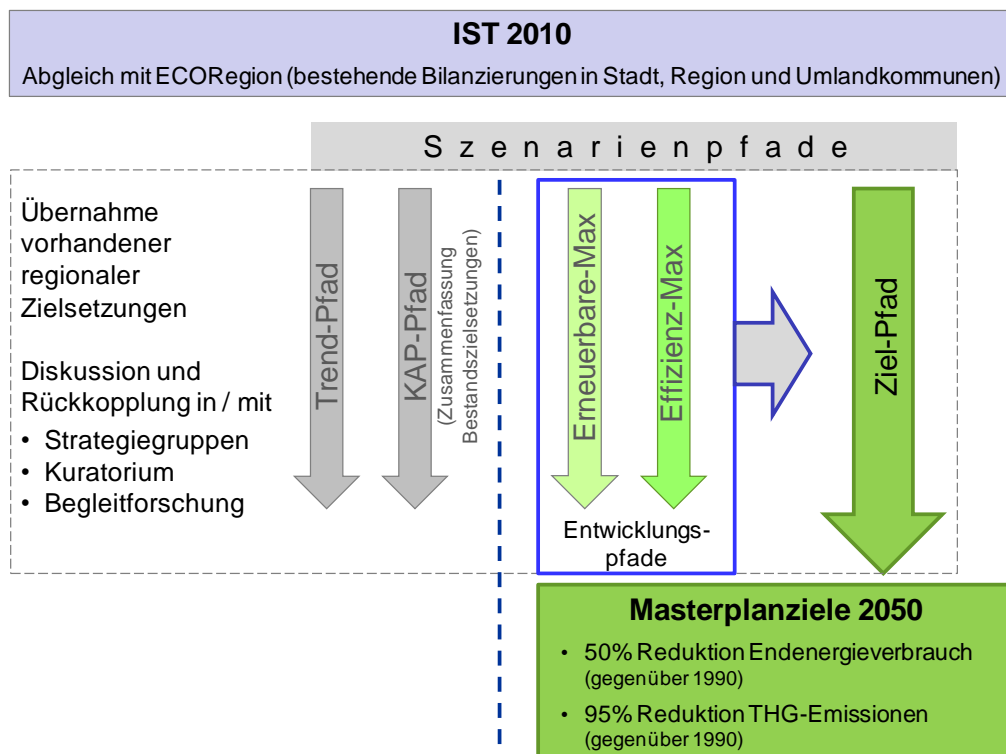 IST 2010
Abgleich mit ECORegion (bestehende Bilanzierungen in Stadt, Region und Umlandkommunen)
Szenarienpfade
Übernahme
vorhandener
regionaler
Zielsetzungen
Diskussion und
Rückkopplung in / mit
• Strategiegruppen
• Kuratorium
• Begleitforschung
Trend-Pfad
KAP-Pfad
(Zusammenfassung
Bestandszielsetzungen)
Erneuerbare-Max
Effizienz-Max
Entwicklungs-
pfade
Ziel-Pfad
Masterplanziele 2050
• 50% Reduktion Endenergieverbrauch
(gegenüber 1990)
• 95% Reduktion THG-Emissionen
(gegenüber 1990)